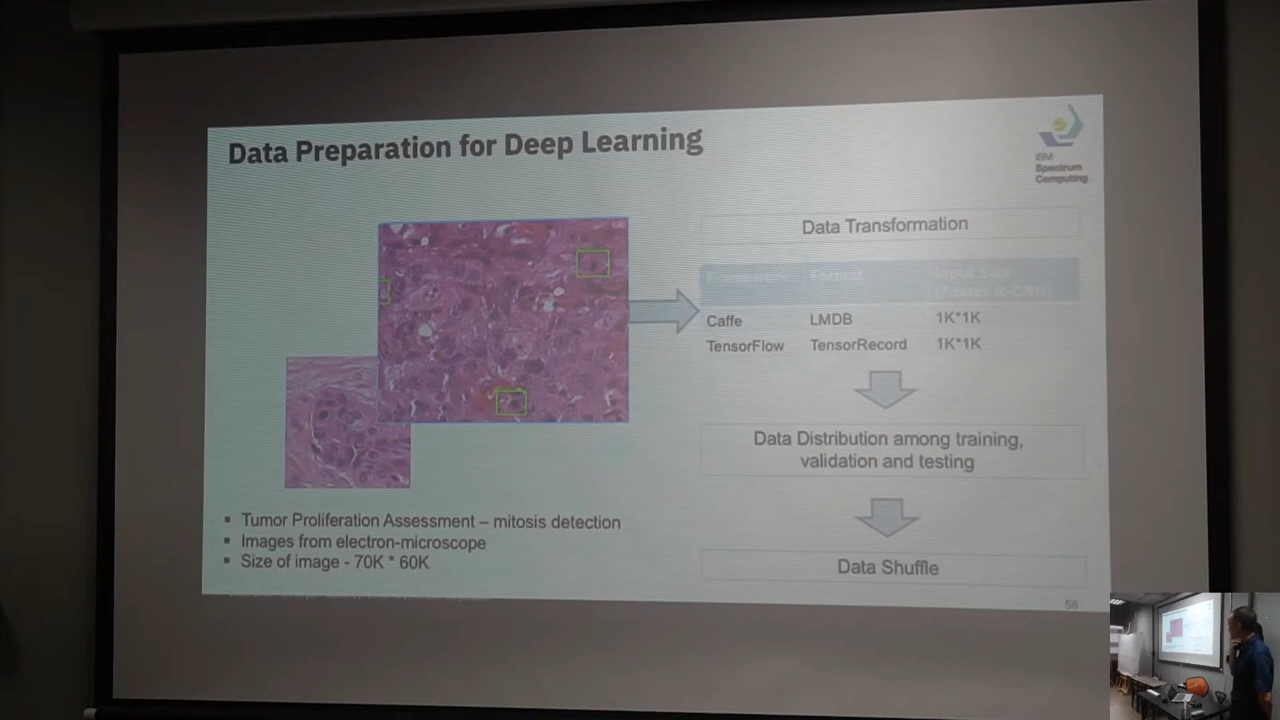 Data Preparation for Deep Learning
IBM
Spectrum
Computing
Data Transformation
Framework Format Input Size
(Faster R-CNN)
Caffe LMDB 1K*1K
TensorFlow TensorRecord 1K*1K
Data Distribution among training,
validation and testing
Data Shuffle
▪ Tumor Proliferation Assessment – mitosis detection
▪ Images from electron-microscope
▪ Size of image - 70K * 60K
58